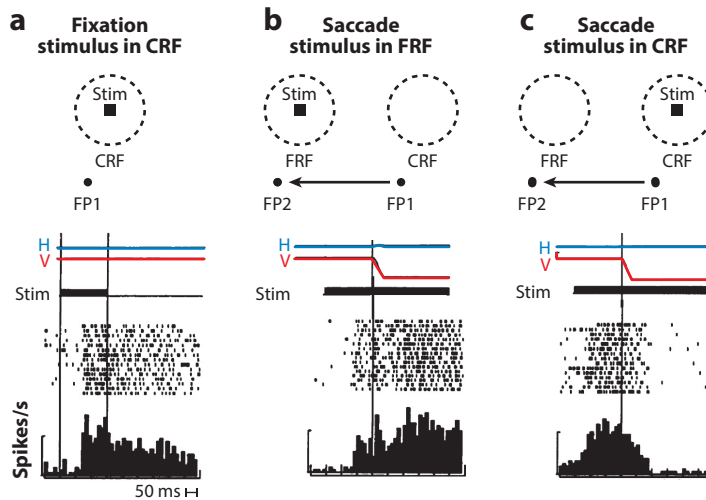 a
Fixation
stimulus in CRF
Stim
CRF
FP1
H
V
Stim
Spikes/s
50 ms
b
Saccade
stimulus in FRF
Stim
FRF
CRF
FP2
FP1
H
V
Stim
c
Saccade
stimulus in CRF
Stim
FRF
CRF
FP2
FP1
H
V
Stim